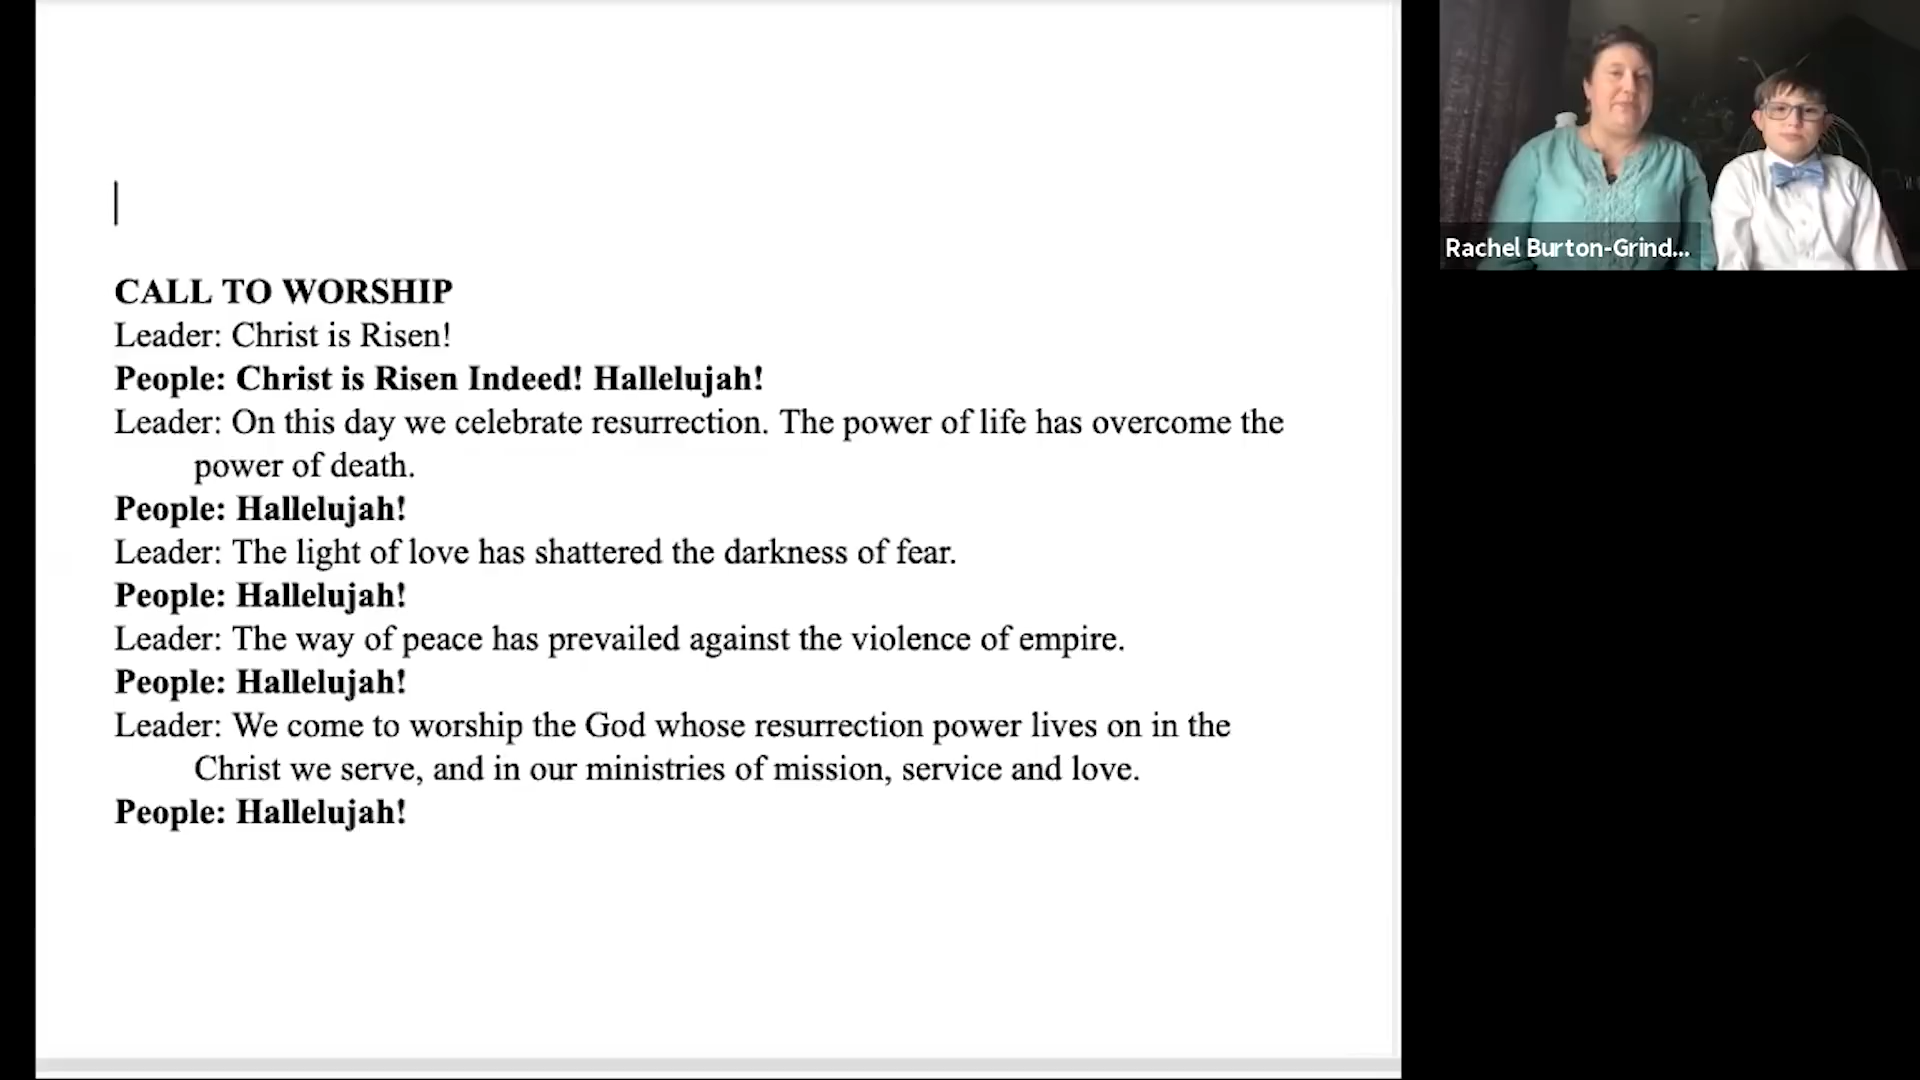 CALL TO WORSHIP
Leader: Christ is Risen!
People: Christ is Risen Indeed! Hallelujah!
Leader: On this day we celebrate resurrection. The power of life has overcome the
power of death.
People: Hallelujah!
Leader: The light of love has shattered the darkness of fear.
People: Hallelujah!
Leader: The way of peace has prevailed against the violence of empire.
People: Hallelujah!
Leader: We come to worship the God whose resurrection power lives on in the
Christ we serve, and in our ministries of mission, service and love.
People: Hallelujah!
Rachel Burton-Grind...